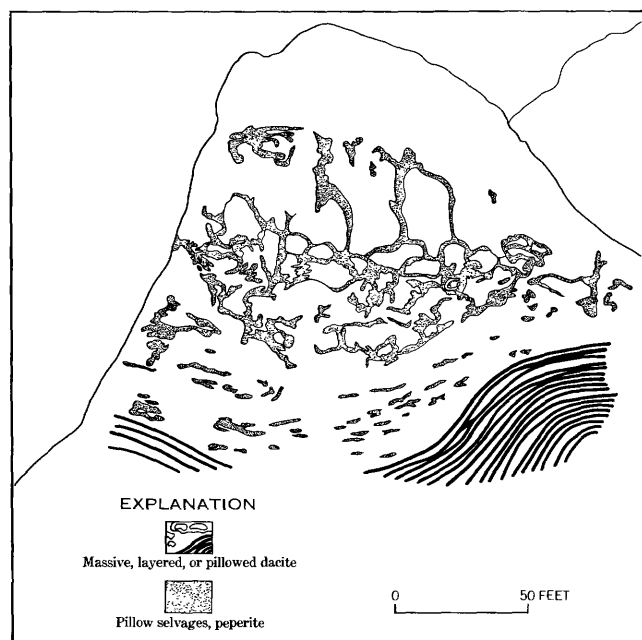 EXPLANATION
Massive, layered, or pillowed dacite
Pillow selvages, peperite
0 50 FEET